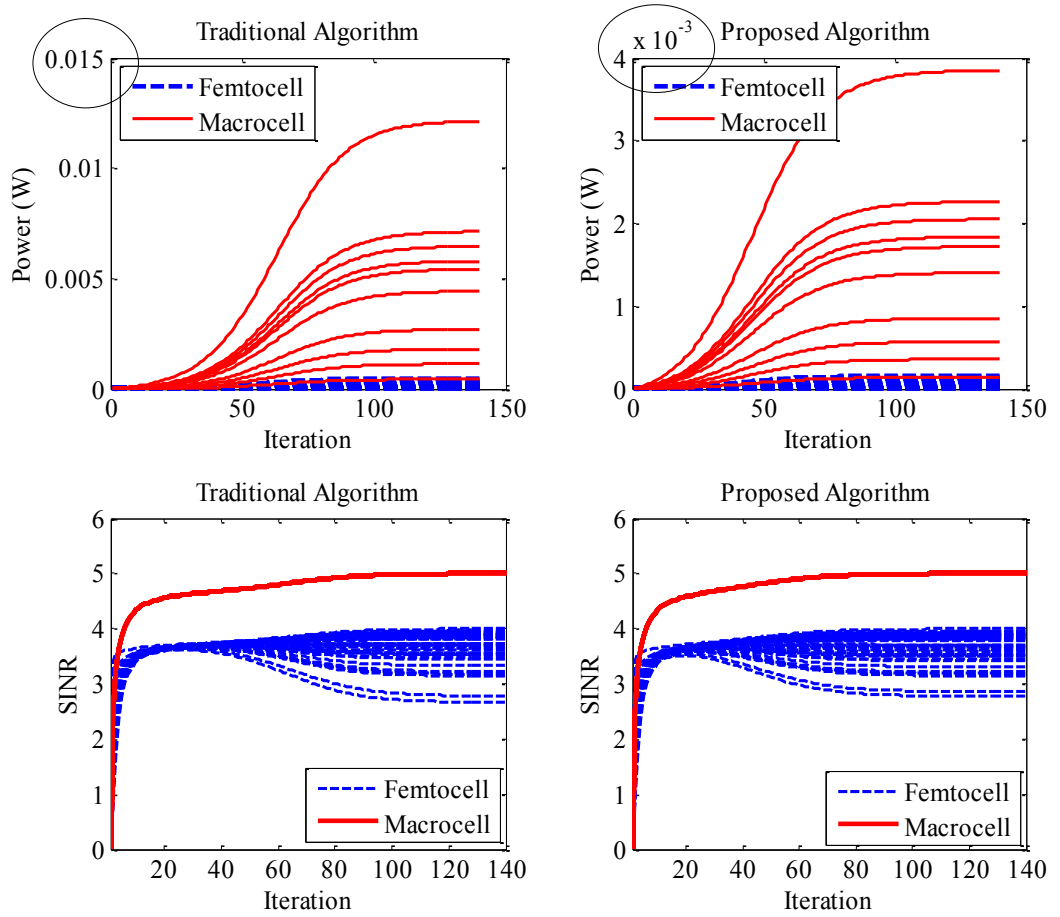 Traditional Algorithm
0.015
0.01
0.005
0
Power (W)
Femtocell
Macrocell
0 50 100 150
Iteration
Proposed Algorithm
x 10-3
4
3
2
1
0
Power (W)
Femtocell
Macrocell
0 50 100 150
Iteration
Traditional Algorithm
6
5
4
3
2
1
0
SINR
Femtocell
Macrocell
20 40 60 80 100 120 140
Iteration
Proposed Algorithm
6
5
4
3
2
1
0
SINR
Femtocell
Macrocell
20 40 60 80 100 120 140
Iteration